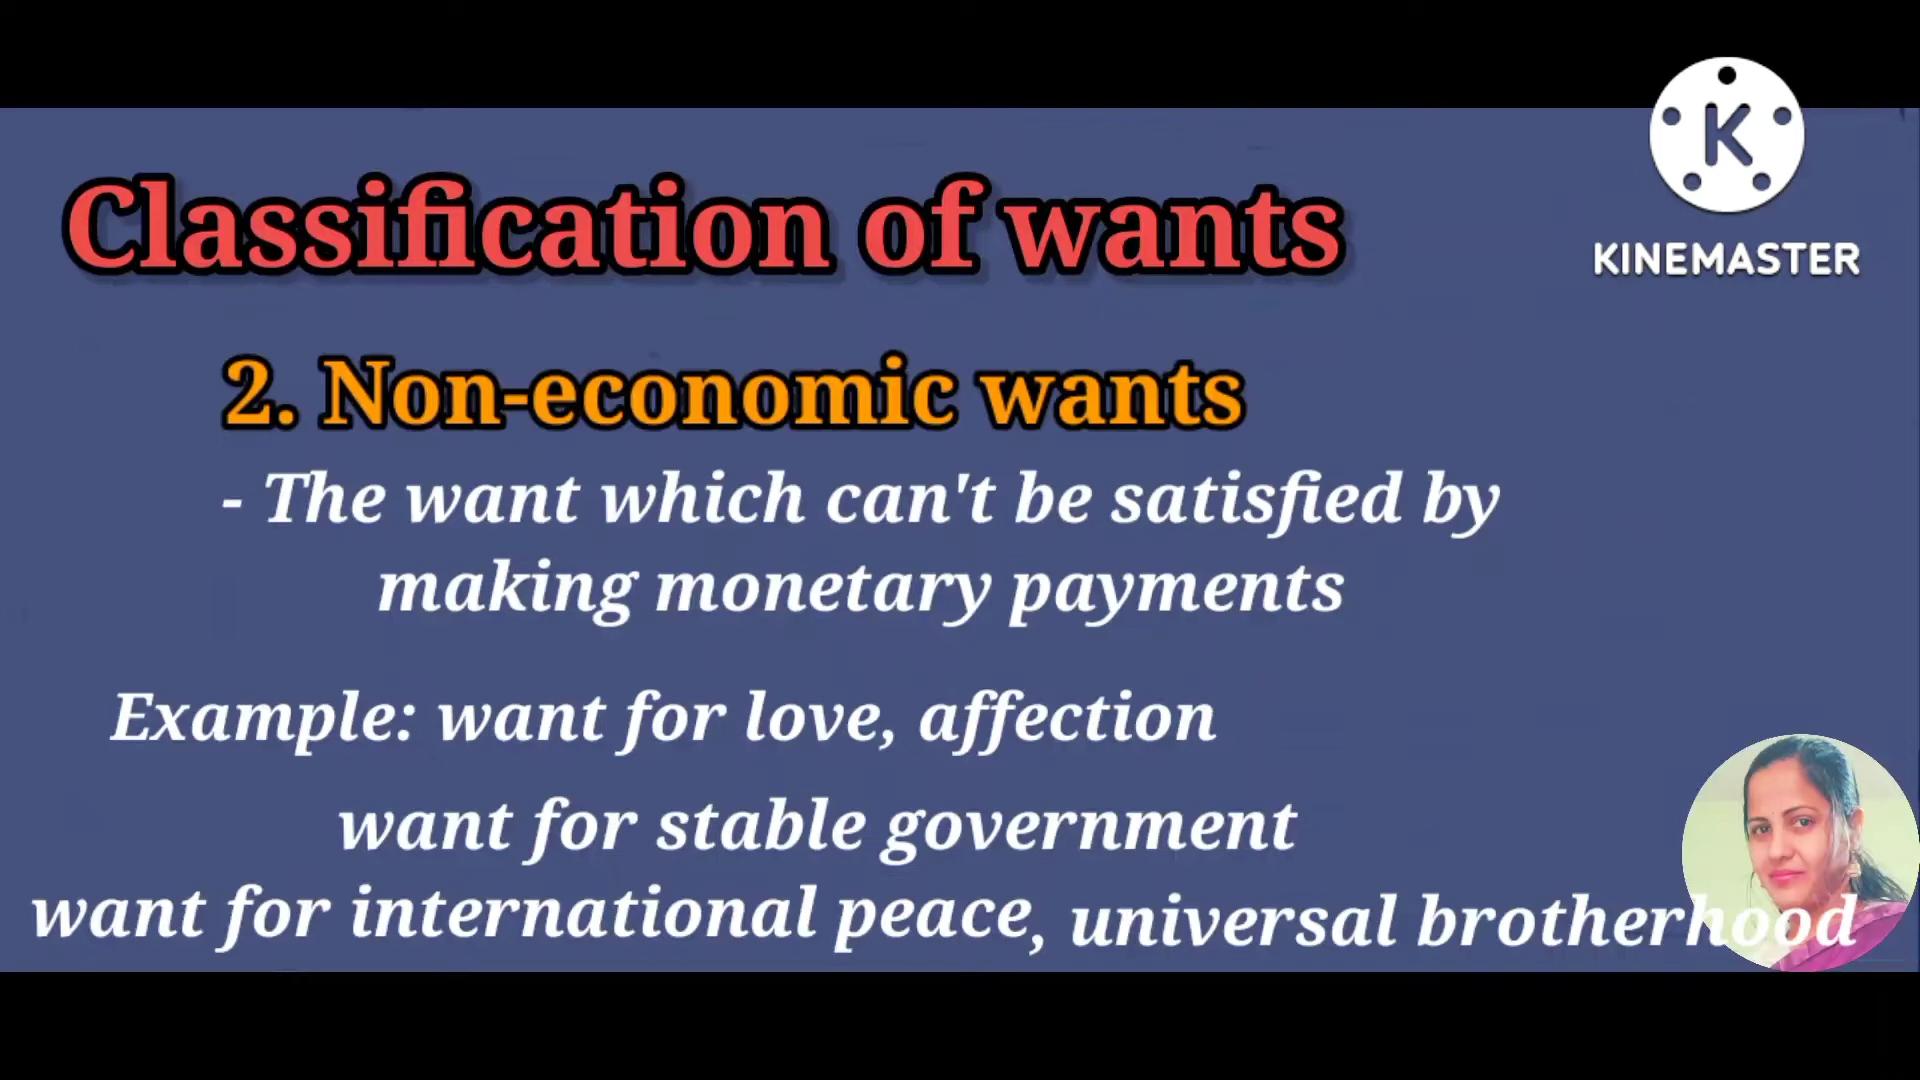 K
KINEMASTER
Classification of wants
2. Non-economic wants
- The want which can't be satisfied by
making monetary payments
Example: want for love, affection
want for stable government
want for international peace, universal brotherhood